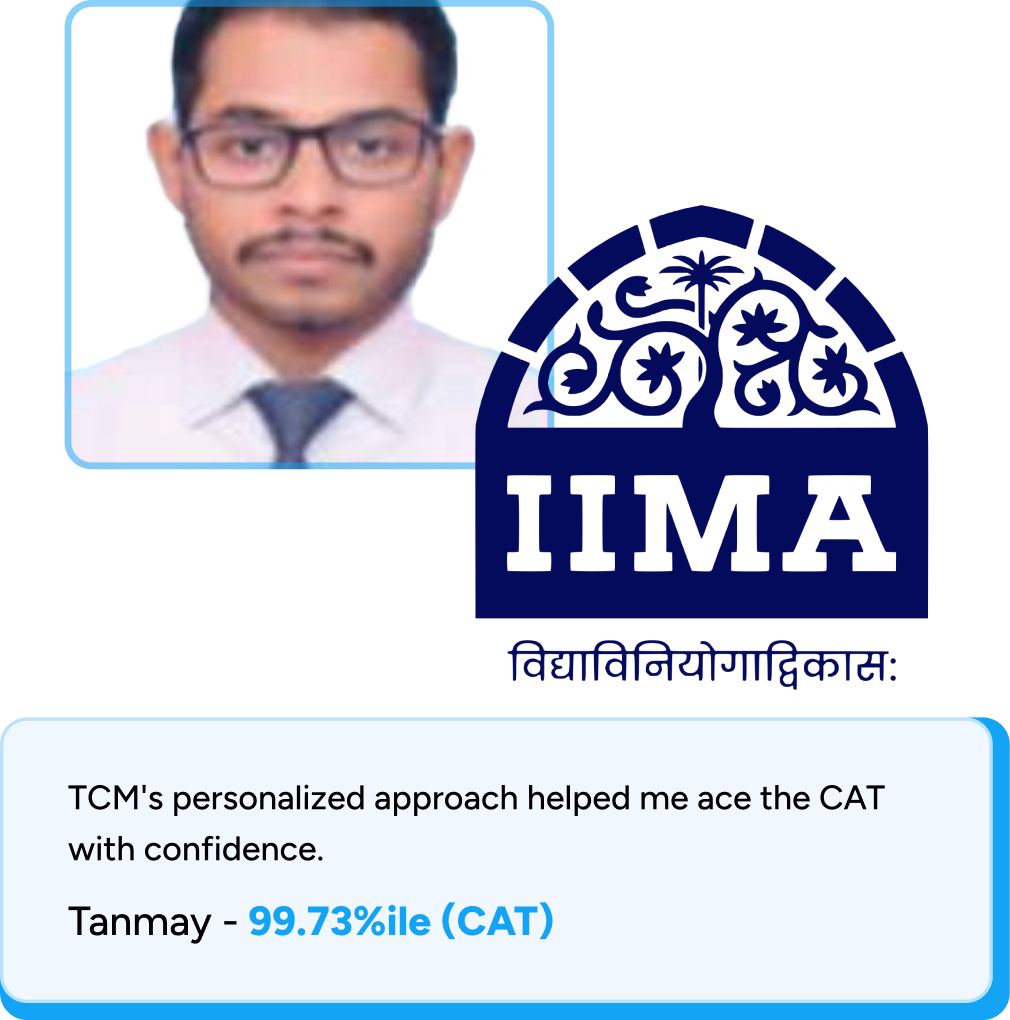 IIMA
विद्याविनियोगाद्विकास:
TCM's personalized approach helped me ace the CAT
with confidence.
Tanmay - 99.73%ile (CAT)